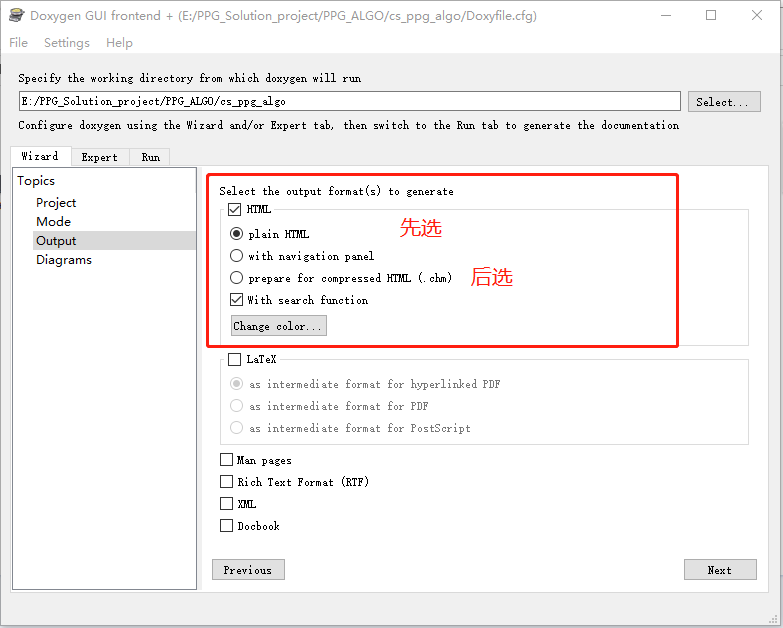 Doxygen GUI frontend + (E:/PPG_Solution_project/PPG_ALGO/cs_ppg_algo/Doxyfile.cfg)
File Settings Help
Specify the working directory from which doxygen will run
E:/PPG_Solution_project/PPG_ALGO/cs_ppg_algo Select...
Configure doxygen using the Wizard and/or Expert tab, then switch to the Run tab to generate the documentation
Wizard Expert Run
Topics
Project
Mode
Output
Diagrams
Select the output format(s) to generate
HTML
plain HTML 先选
with navigation panel
prepare for compressed HTML (.chm) 后选
With search function
Change color...
LaTeX
as intermediate format for hyperlinked PDF
as intermediate format for PDF
as intermediate format for PostScript
Man pages
Rich Text Format (RTF)
XML
Docbook
Previous Next